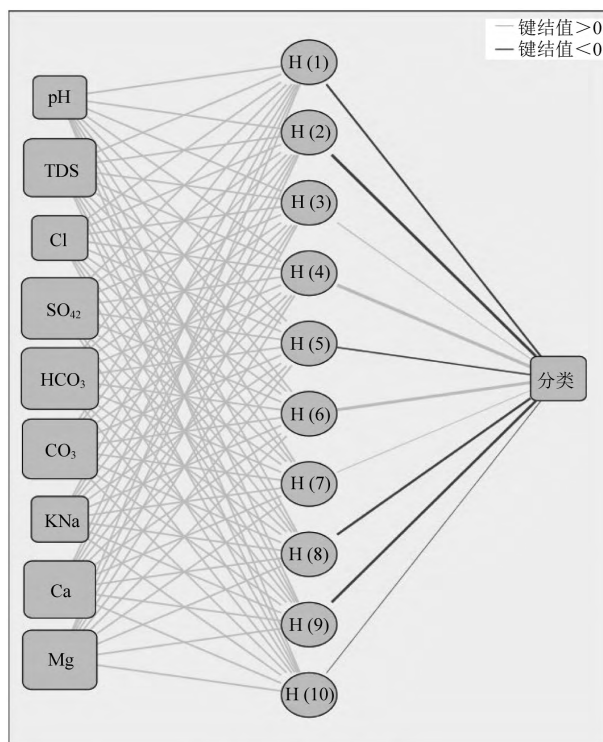 键结值>0
键结值<0
pH
TDS
Cl
SO₄₂
HCO₃
CO₃
KNa
Ca
Mg
H (1)
H (2)
H (3)
H (4)
H (5)
H (6)
H (7)
H (8)
H (9)
H (10)
分类